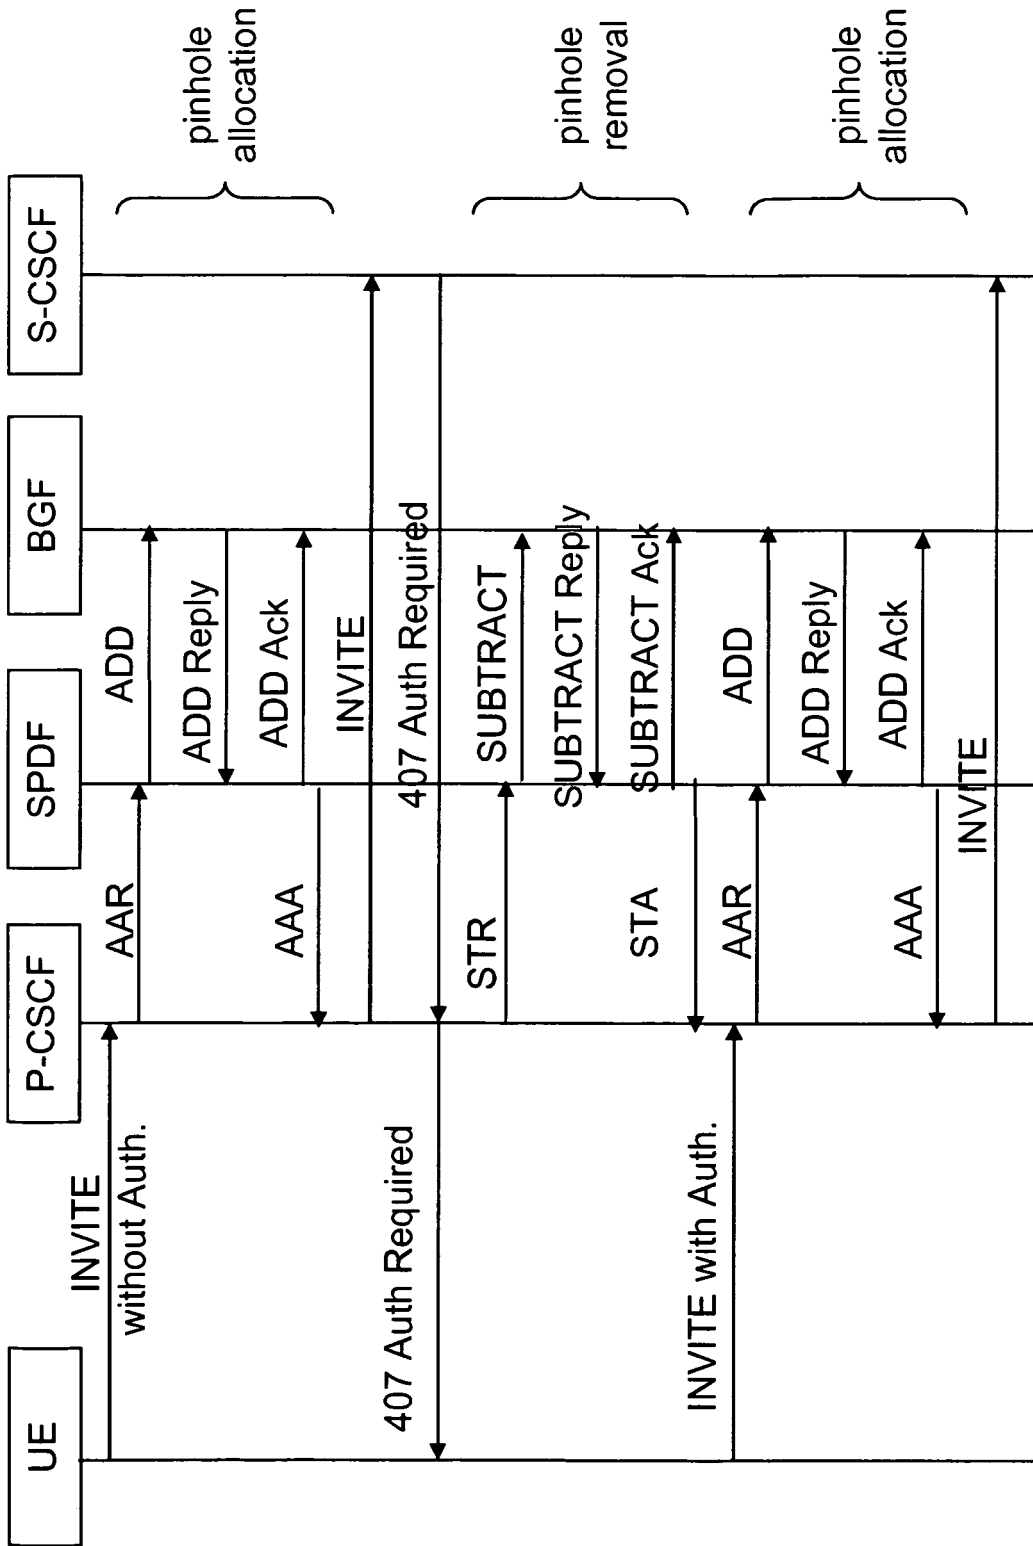 UE
P-CSCF
SPDF
BGF
S-CSCF
INVITE
without Auth.
AAR
ADD
ADD Reply
ADD Ack
AAA
pinhole
allocation
INVITE
407 Auth Required
407 Auth Required
STR
SUBTRACT
SUBTRACT Reply
SUBTRACT Ack
STA
pinhole
removal
INVITE with Auth.
AAR
ADD
ADD Reply
ADD Ack
AAA
pinhole
allocation
INVITE